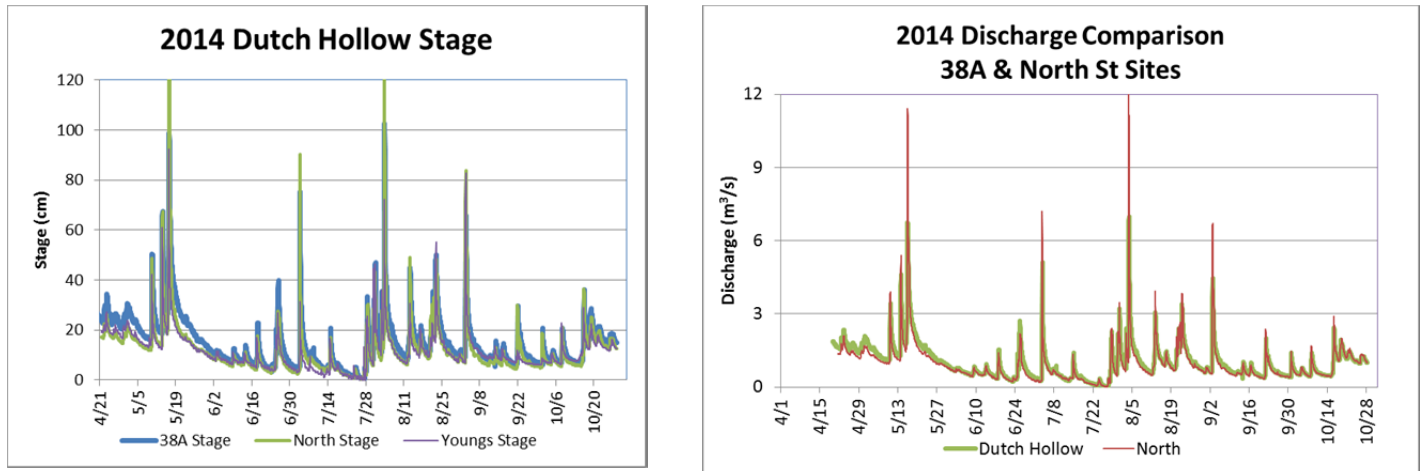 2014 Dutch Hollow Stage
120
100
80
60
40
20
0
Stage (cm)
4/21 5/5 5/19 6/2 6/16 6/30 7/14 7/28 8/11 8/25 9/8 9/22 10/6 10/20
38A Stage North Stage Youngs Stage
2014 Discharge Comparison
38A & North St Sites
12
9
6
3
0
Discharge (m³/s)
4/1 4/15 4/29 5/13 5/27 6/10 6/24 7/8 7/22 8/5 8/19 9/2 9/16 9/30 10/14 10/28
Dutch Hollow North